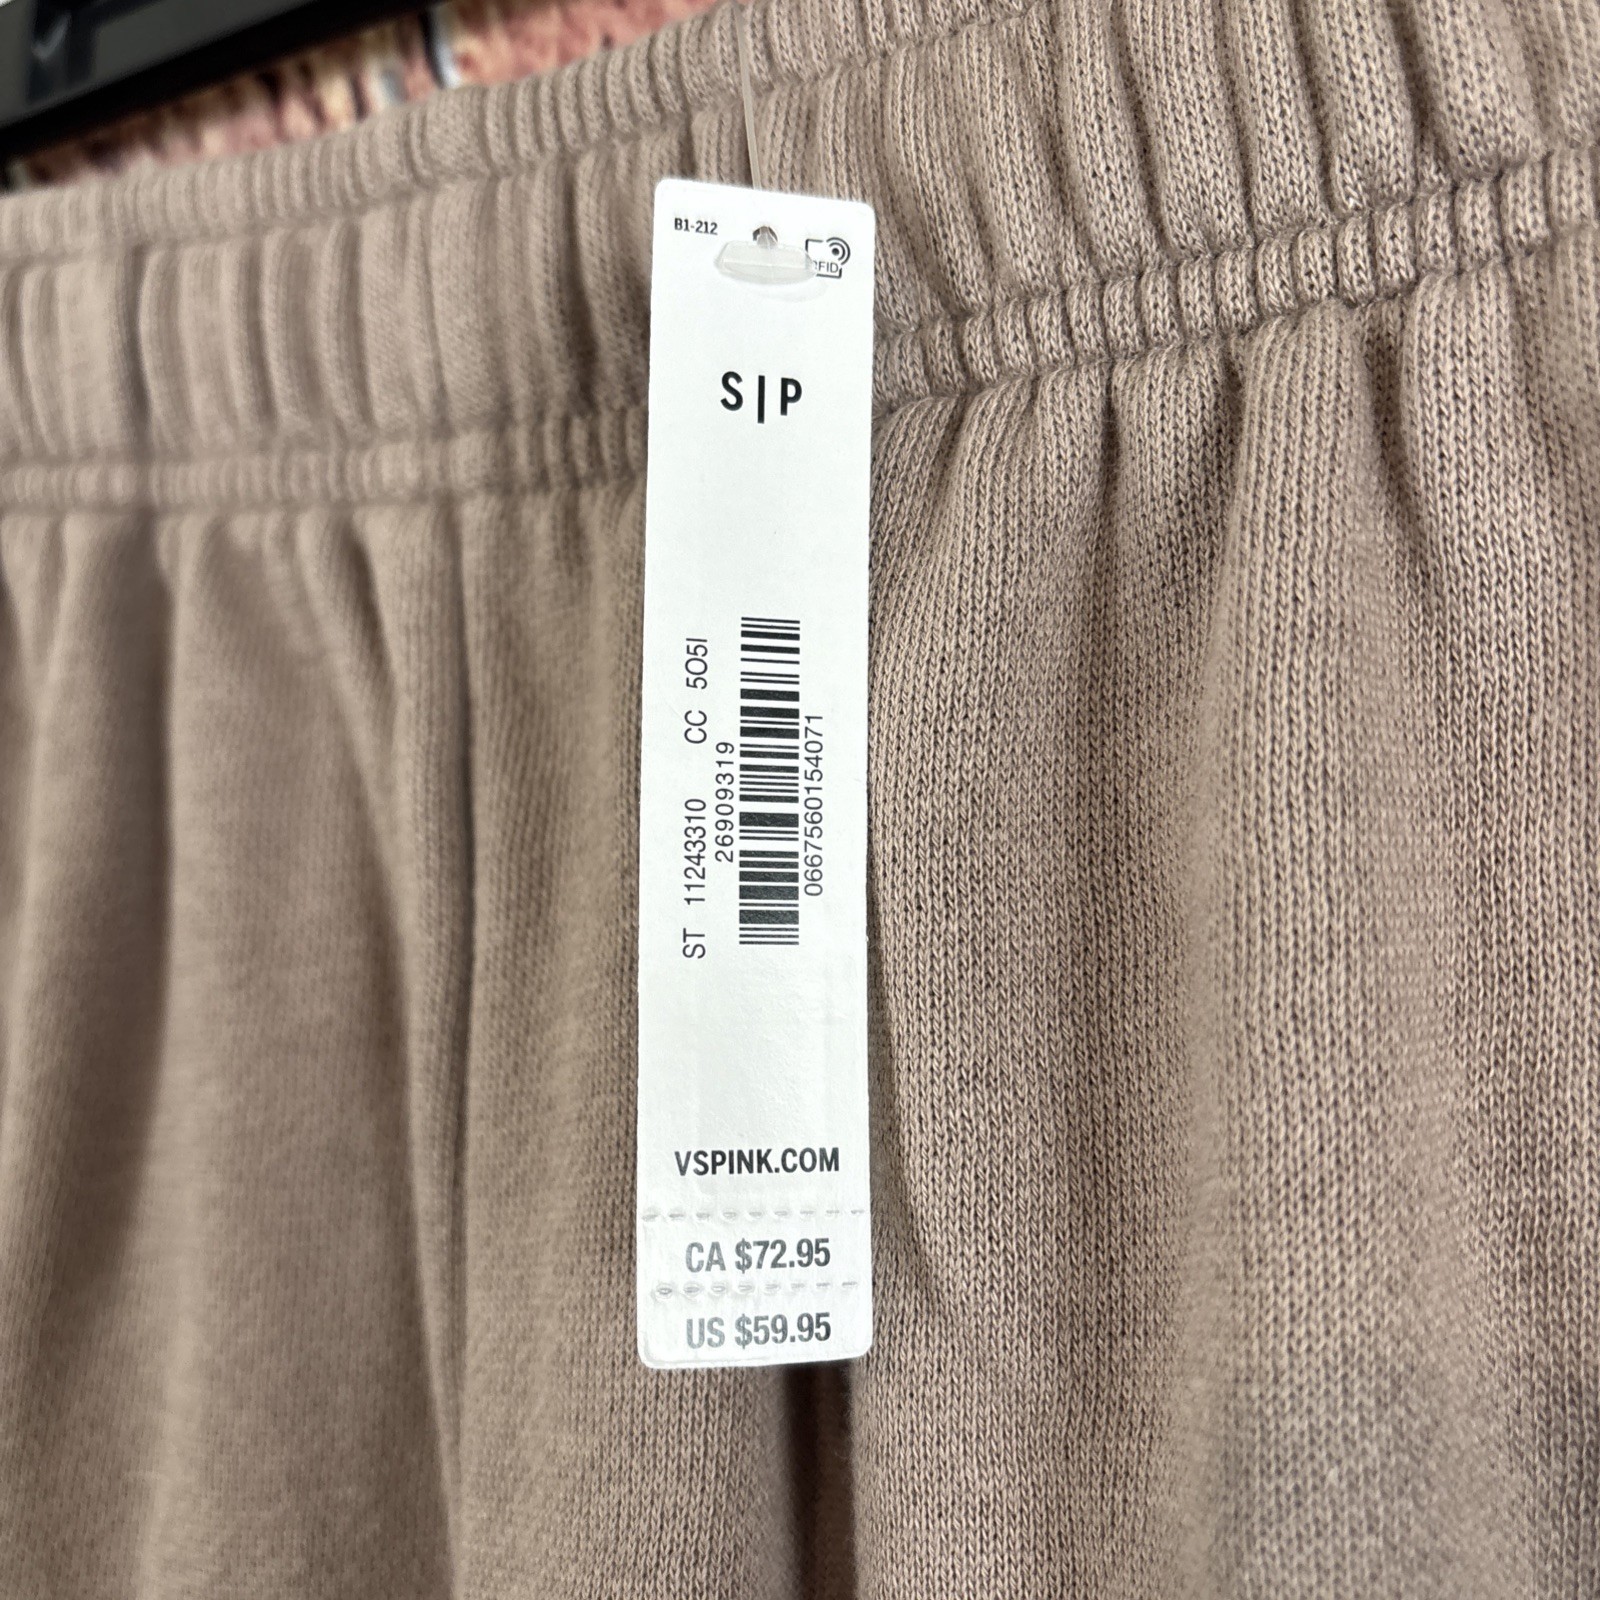 B1-212
RFID
S|P
ST 11243310 CC 5O5I
26909319
0667560154071
VSPINK.COM
CA $72.95
US $59.95